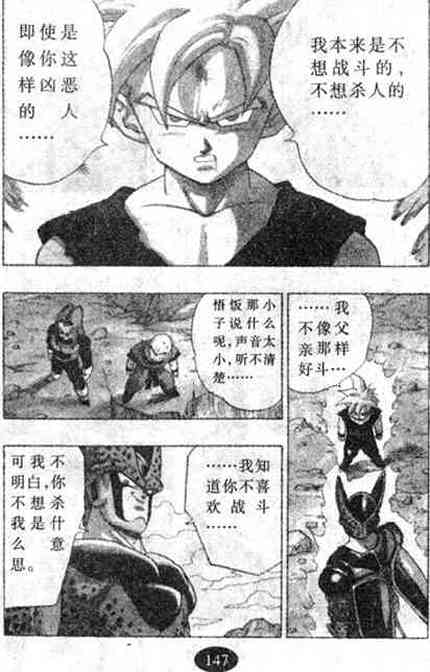 我本来是不
想战斗的，
不想杀人的
……
即使是
像你这
样凶恶
的人
……
……我
不像父
亲那样
好斗…
悟饭那小
子说什么
呢，声音太
小，听不清
楚……
……我知
道你不喜
欢战斗
……
可我不
明白，你
不想杀
我是什
么意
思。
147